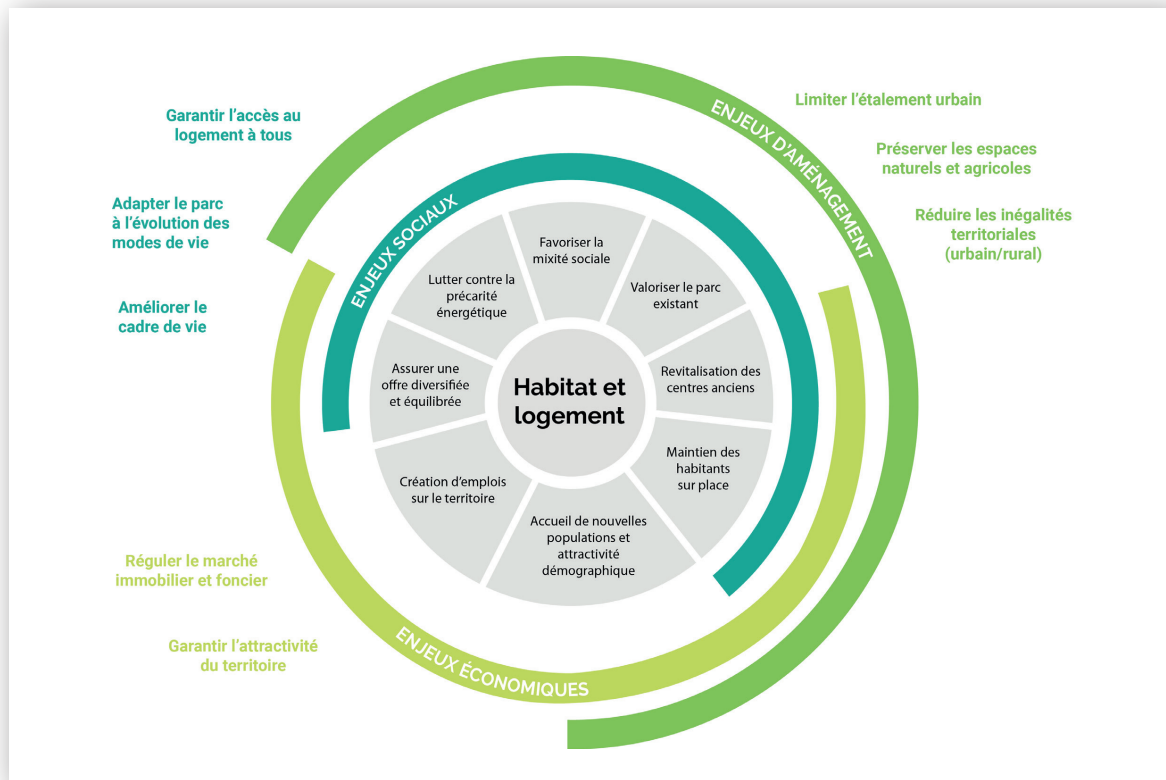 Garantir l’accès au
logement à tous
Adapter le parc
à l’évolution des
modes de vie
Améliorer le
cadre de vie
ENJEUX SOCIAUX
ENJEUX D’AMÉNAGEMENT
Limiter l’étalement urbain
Préserver les espaces
naturels et agricoles
Réduire les inégalités
territoriales
(urbain/rural)
Favoriser la
mixité sociale
Valoriser le parc
existant
Revitalisation des
centres anciens
Maintien des
habitants
sur place
Accueil de nouvelles
populations et
attractivité
démographique
Création d’emplois
sur le territoire
Assurer une
offre diversifiée
et équilibrée
Lutter contre la
précarité
énergétique
Habitat et
logement
Réguler le marché
immobilier et foncier
Garantir l’attractivité
du territoire
ENJEUX ÉCONOMIQUES